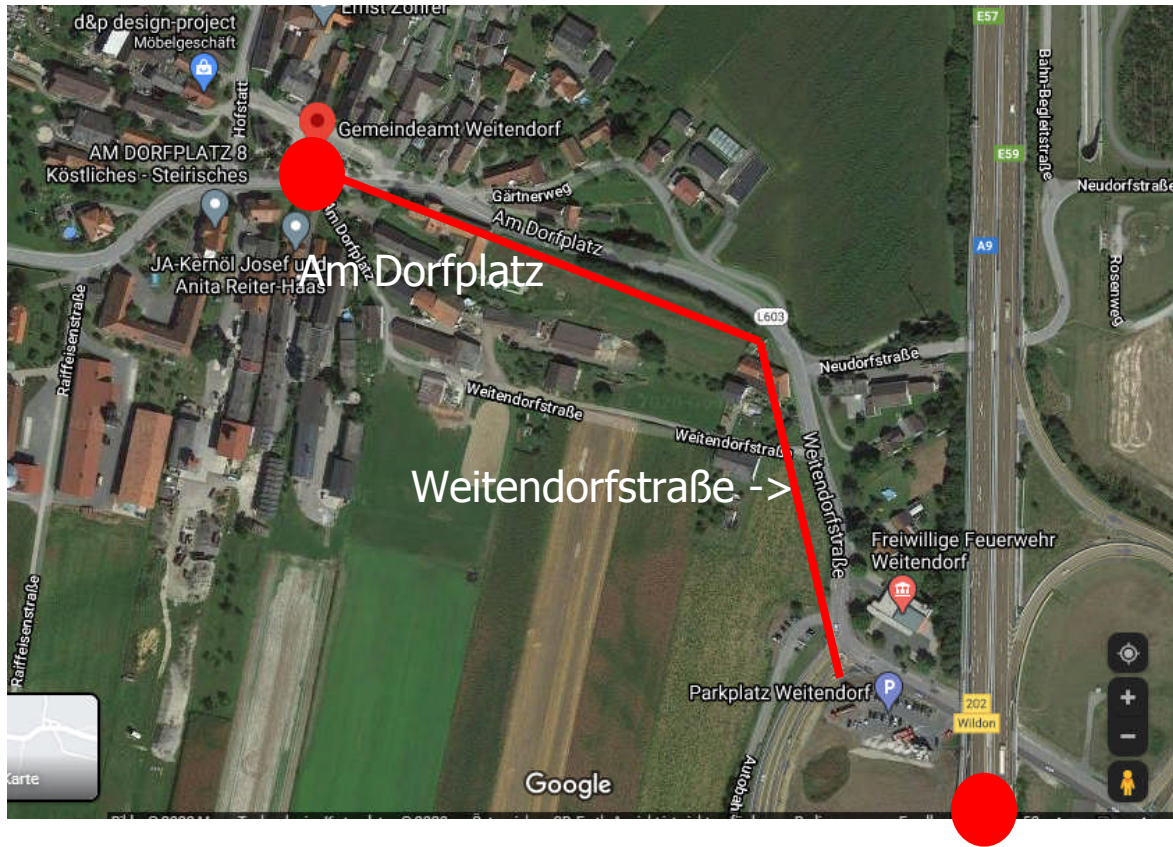 Ernst Zohrer
d&p design-project
Möbelgeschäft
E57
Bahn-Begleitstraße
Hofstatt
Gemeindeamt Weitendorf
AM DORFPLATZ 8
Köstliches - Steirisches
E59
Neudorfstraße
Gärtnerweg
Am Dorfplatz
Am Dorfplatz
A9
JA-Kernöl Josef und
Anita Reiter-Haas
Am Dorfplatz
Rosenweg
Raiffeisenstraße
L603
Neudorfstraße
Weitendorfstraße
Weitendorfstraße
Weitendorfstraße
Weitendorfstraße ->
Freiwillige Feuerwehr
Weitendorf
Raiffeisenstraße
Parkplatz Weitendorf
P
202
Wildon
+
−
Karte
Google